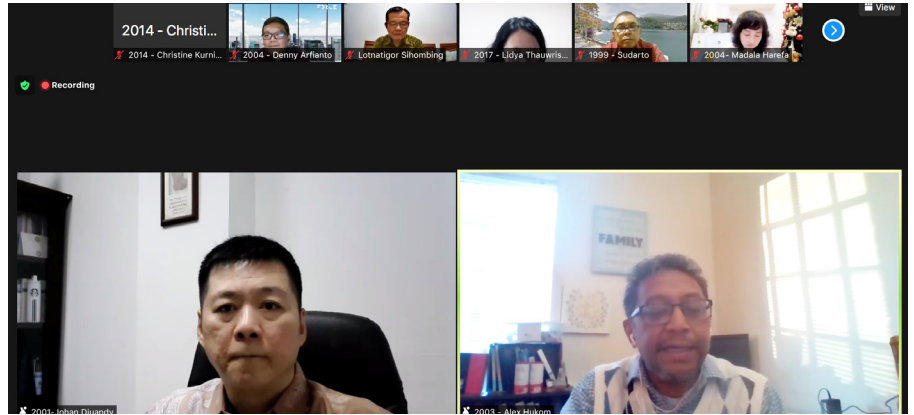 View
2014 - Christi...
2014 - Christine Kurni...
2004 - Denny Arfianto
Lotnatigor Sihombing
2017 - Lidya Thauwris...
1999 - Sudarto
2004- Madala Harefa
Recording
FAMILY
2001- Johan Djuandy
2003 - Alex Hukom